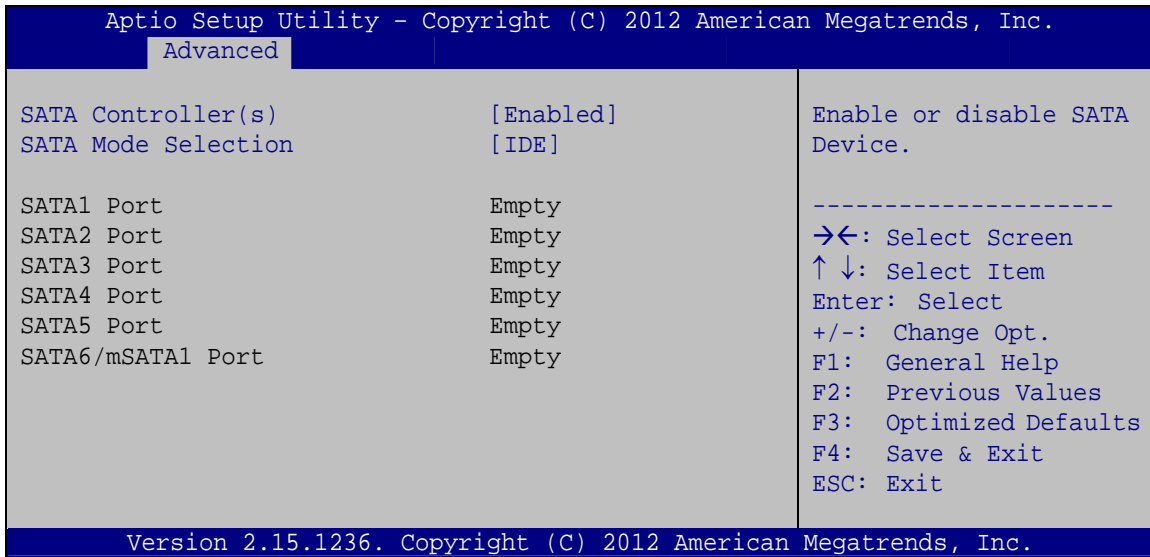 Aptio Setup Utility – Copyright (C) 2012 American Megatrends, Inc.
Advanced
SATA Controller(s) [Enabled]
SATA Mode Selection [IDE]
SATA1 Port Empty
SATA2 Port Empty
SATA3 Port Empty
SATA4 Port Empty
SATA5 Port Empty
SATA6/mSATA1 Port Empty
Enable or disable SATA
Device.
---------------------
→←: Select Screen
↑ ↓: Select Item
Enter: Select
+/-: Change Opt.
F1: General Help
F2: Previous Values
F3: Optimized Defaults
F4: Save & Exit
ESC: Exit
Version 2.15.1236. Copyright (C) 2012 American Megatrends, Inc.